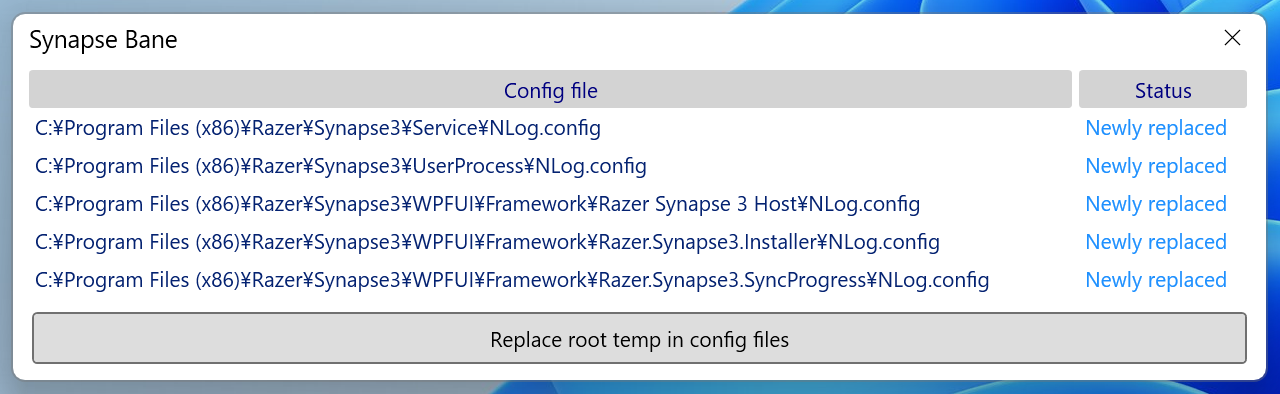 Synapse Bane
Config file Status
C:¥Program Files (x86)¥Razer¥Synapse3¥Service¥NLog.config Newly replaced
C:¥Program Files (x86)¥Razer¥Synapse3¥UserProcess¥NLog.config Newly replaced
C:¥Program Files (x86)¥Razer¥Synapse3¥WPFUI¥Framework¥Razer Synapse 3 Host¥NLog.config Newly replaced
C:¥Program Files (x86)¥Razer¥Synapse3¥WPFUI¥Framework¥Razer.Synapse3.Installer¥NLog.config Newly replaced
C:¥Program Files (x86)¥Razer¥Synapse3¥WPFUI¥Framework¥Razer.Synapse3.SyncProgress¥NLog.config Newly replaced
Replace root temp in config files